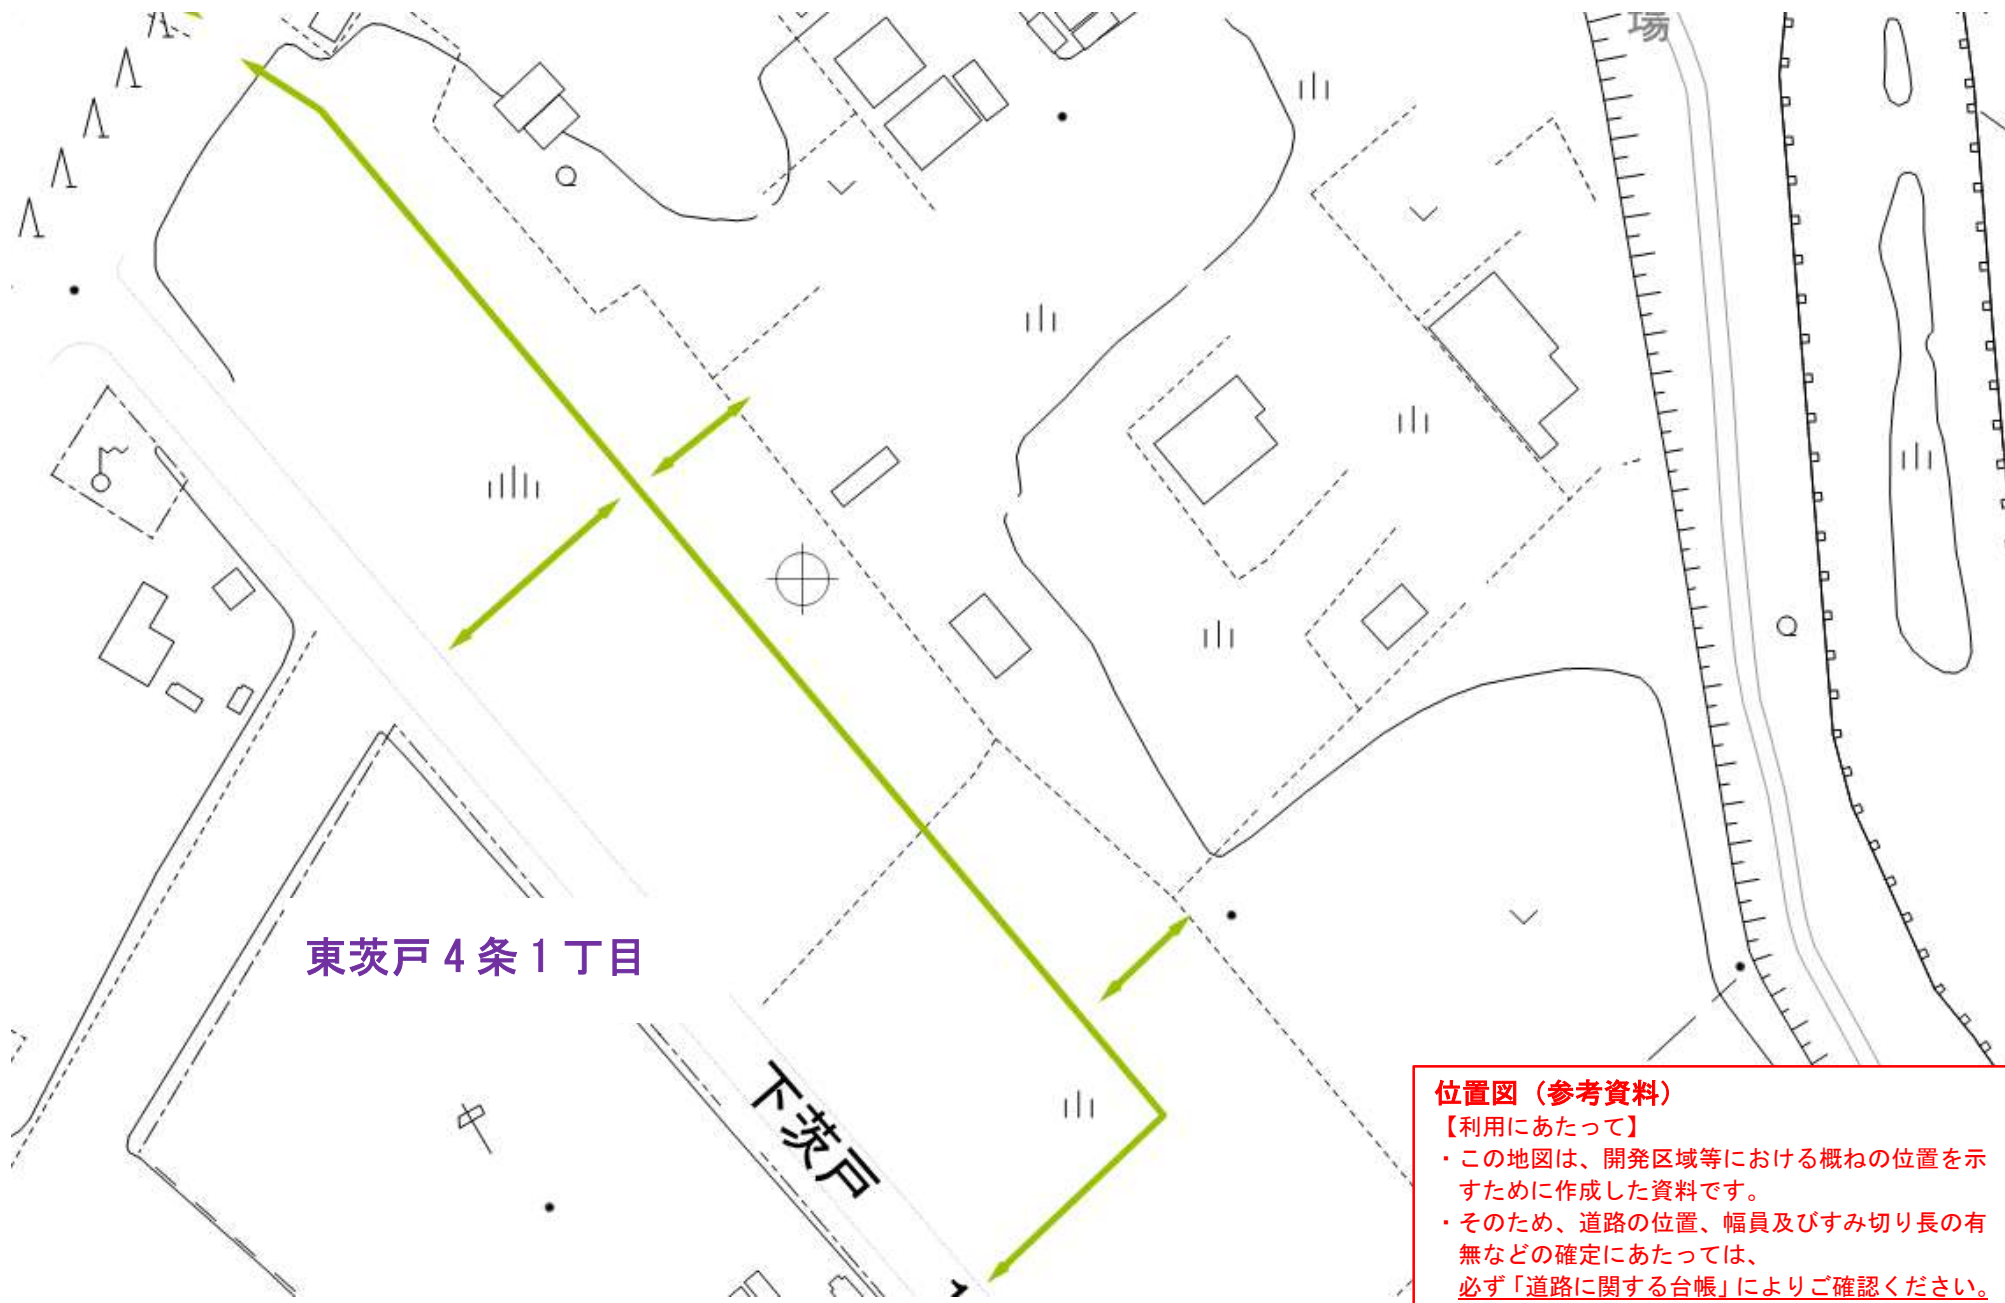 場
東茨戸４条１丁目
下茨戸
1
位置図（参考資料）
【利用にあたって】
・この地図は、開発区域等における概ねの位置を示
すために作成した資料です。
・そのため、道路の位置、幅員及びすみ切り長の有
無などの確定にあたっては、
必ず「道路に関する台帳」によりご確認ください。